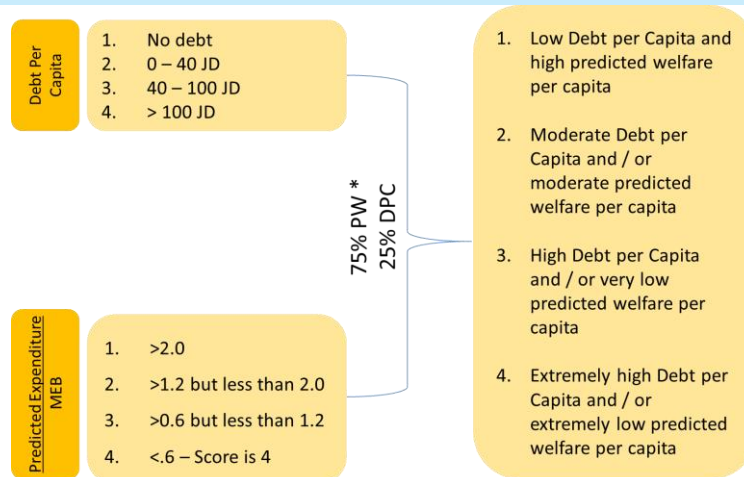 Debt Per
Capita
1. No debt
2. 0 – 40 JD
3. 40 – 100 JD
4. > 100 JD
Predicted Expenditure
MEB
1. >2.0
2. >1.2 but less than 2.0
3. >0.6 but less than 1.2
4. <.6 – Score is 4
75% PW *
25% DPC
1. Low Debt per Capita and
high predicted welfare
per capita
2. Moderate Debt per
Capita and / or
moderate predicted
welfare per capita
3. High Debt per Capita
and / or very low
predicted welfare per
capita
4. Extremely high Debt per
Capita and / or
extremely low predicted
welfare per capita